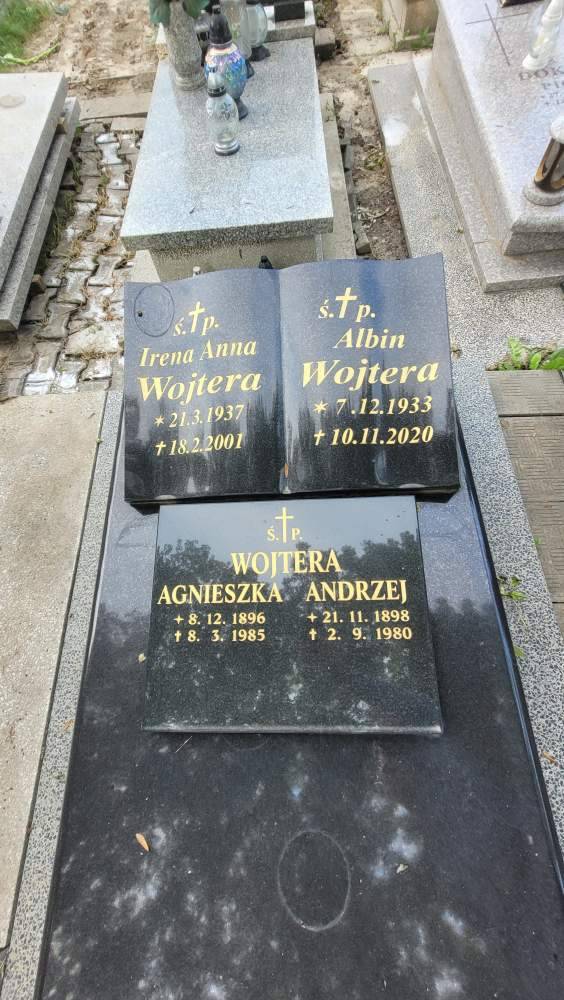 ś.†p.
Irena Anna
Wojtera
* 21.3.1937
† 18.2.2001
ś.†p.
Albin
Wojtera
* 7.12.1933
† 10.11.2020
Ś.†P.
WOJTERA
AGNIESZKA ANDRZEJ
+ 8. 12. 1896 + 21. 11. 1898
† 8. 3. 1985 † 2. 9. 1980